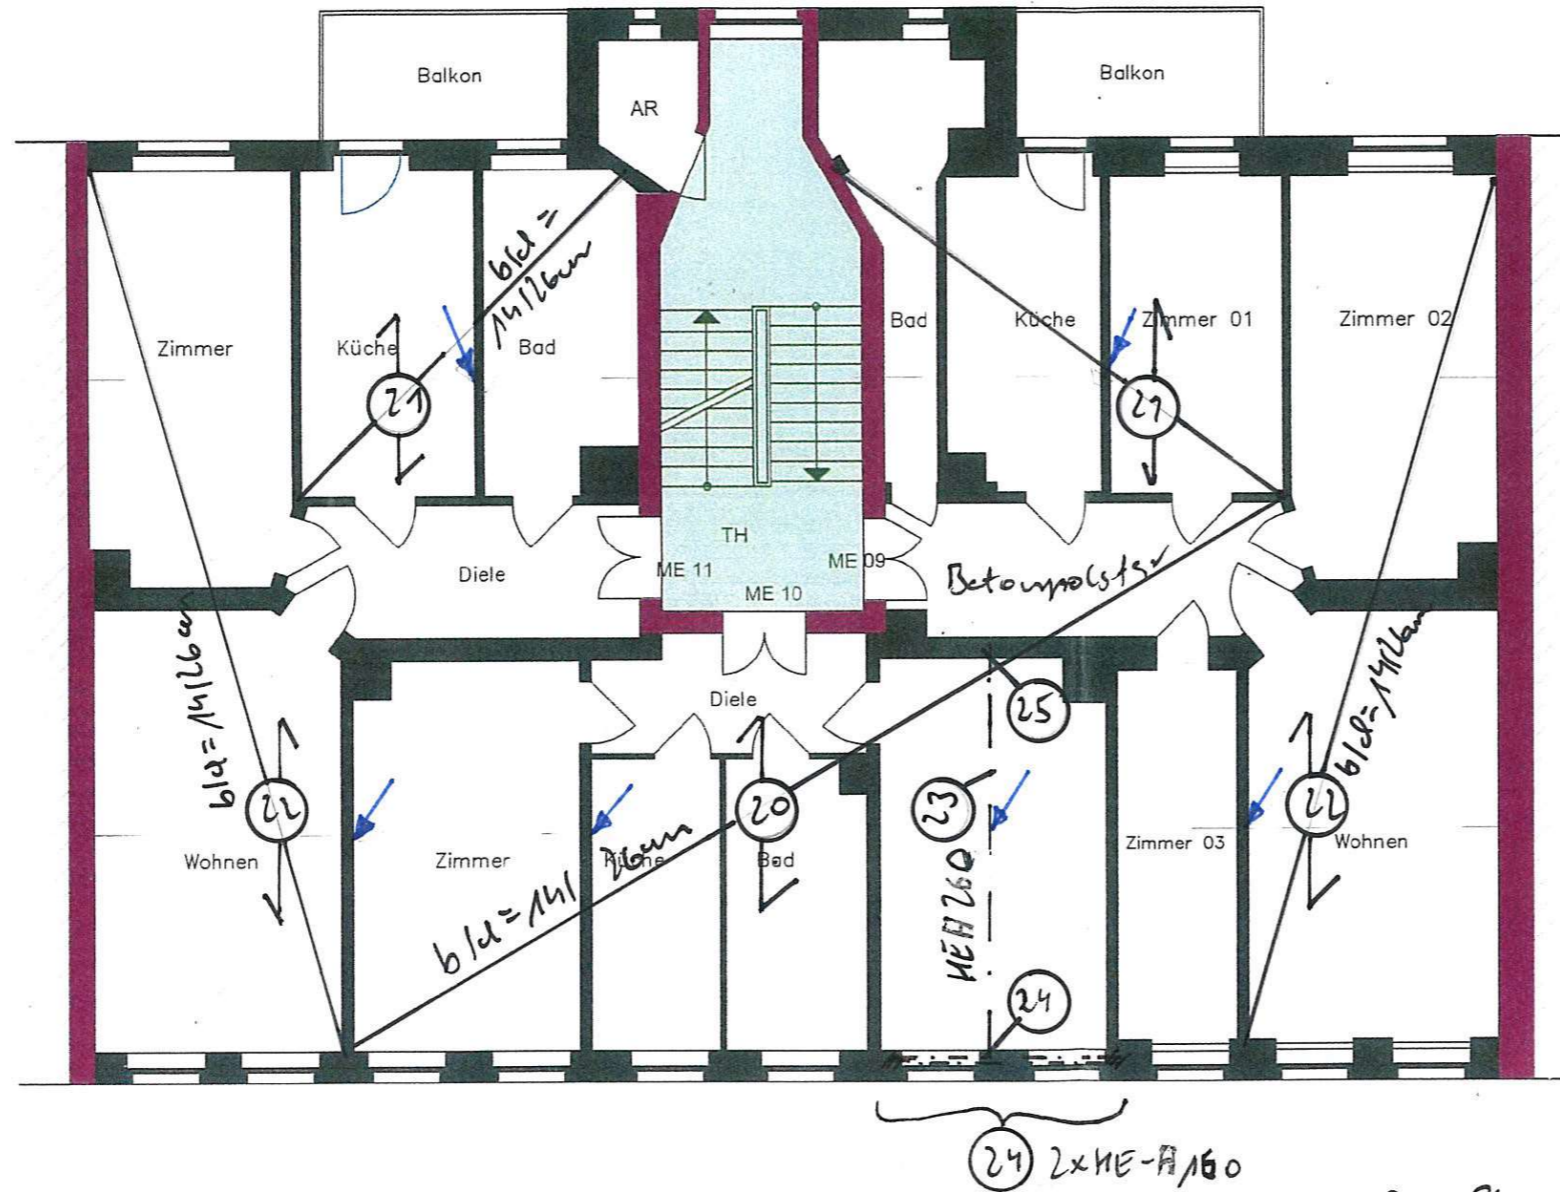 Balkon
Balkon
AR
b/d =
14/26cm
Zimmer
Küche
Bad
Bad
Küche
Zimmer 01
Zimmer 02
21
21
TH
ME 11
ME 09
ME 10
Diele
Betonpolster
b/d = 14/26cm
b/d = 14/26cm
Diele
25
22
20
23
22
Wohnen
Zimmer
Küche
Bad
Zimmer 03
Wohnen
b/d = 14/ 26cm
HEA 260
24
24 2xHE-A 160